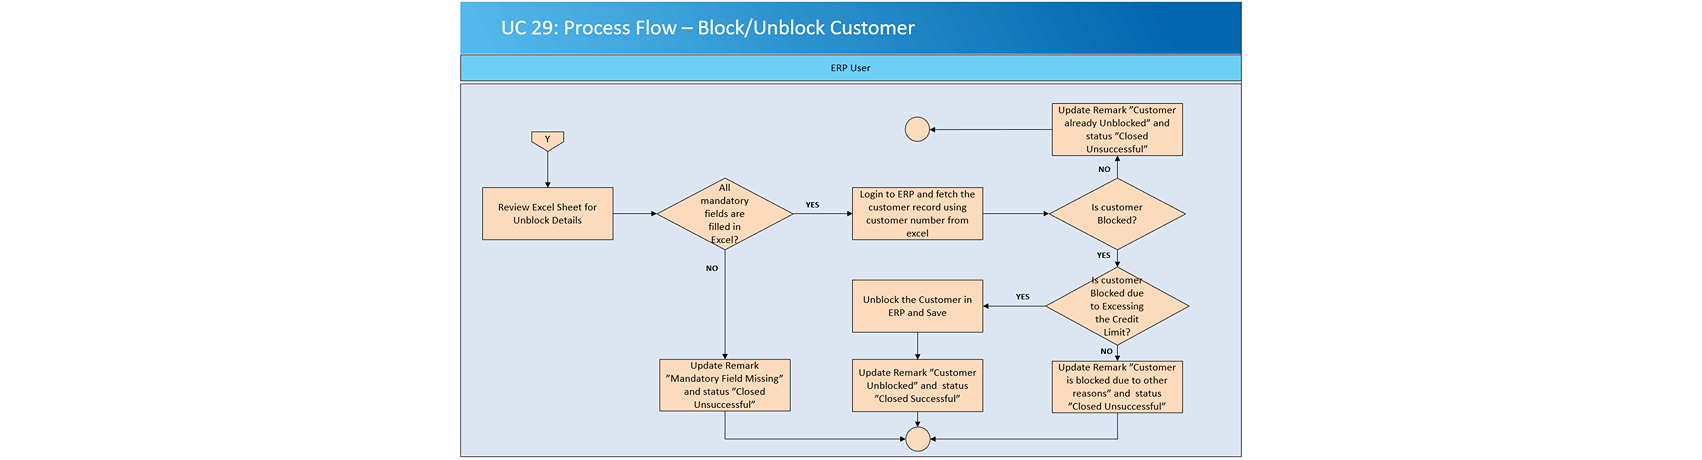 UC 29: Process Flow – Block/Unblock Customer
ERP User
Y
Review Excel Sheet for
Unblock Details
All
mandatory
fields are
filled in
Excel?
YES
NO
Login to ERP and fetch the
customer record using
customer number from
excel
Is customer
Blocked?
NO
Update Remark ”Customer
already Unblocked” and
status ”Closed
Unsuccessful”
YES
Is customer
Blocked due
to Excessing
the Credit
Limit?
YES
NO
Unblock the Customer in
ERP and Save
Update Remark
”Mandatory Field Missing”
and status ”Closed
Unsuccessful”
Update Remark ”Customer
Unblocked” and  status
”Closed Successful”
Update Remark ”Customer
is blocked due to other
reasons” and  status
”Closed Unsuccessful”